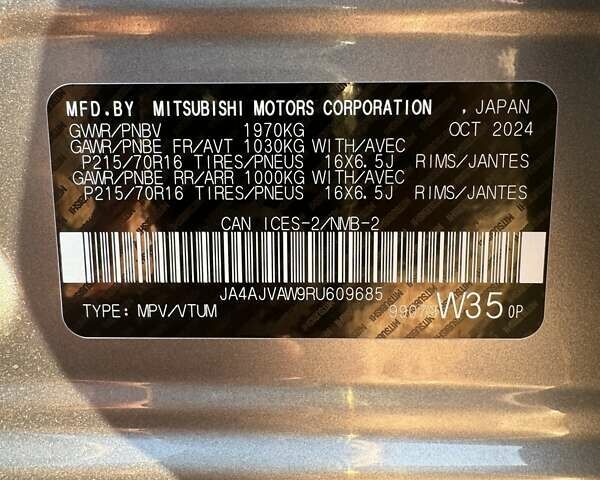 MFD.BY MITSUBISHI MOTORS CORPORATION , JAPAN
GVWR/PNBV 1970KG OCT 2024
GAWR/PNBE FR/AVT 1030KG WITH/AVEC
P215/70R16 TIRES/PNEUS 16X6.5J RIMS/JANTES
GAWR/PNBE RR/ARR 1000KG WITH/AVEC
P215/70R16 TIRES/PNEUS 16X6.5J RIMS/JANTES
CAN ICES-2/NMB-2
JA4AJVAW9RU609685
TYPE: MPV/VTUM W35 0P